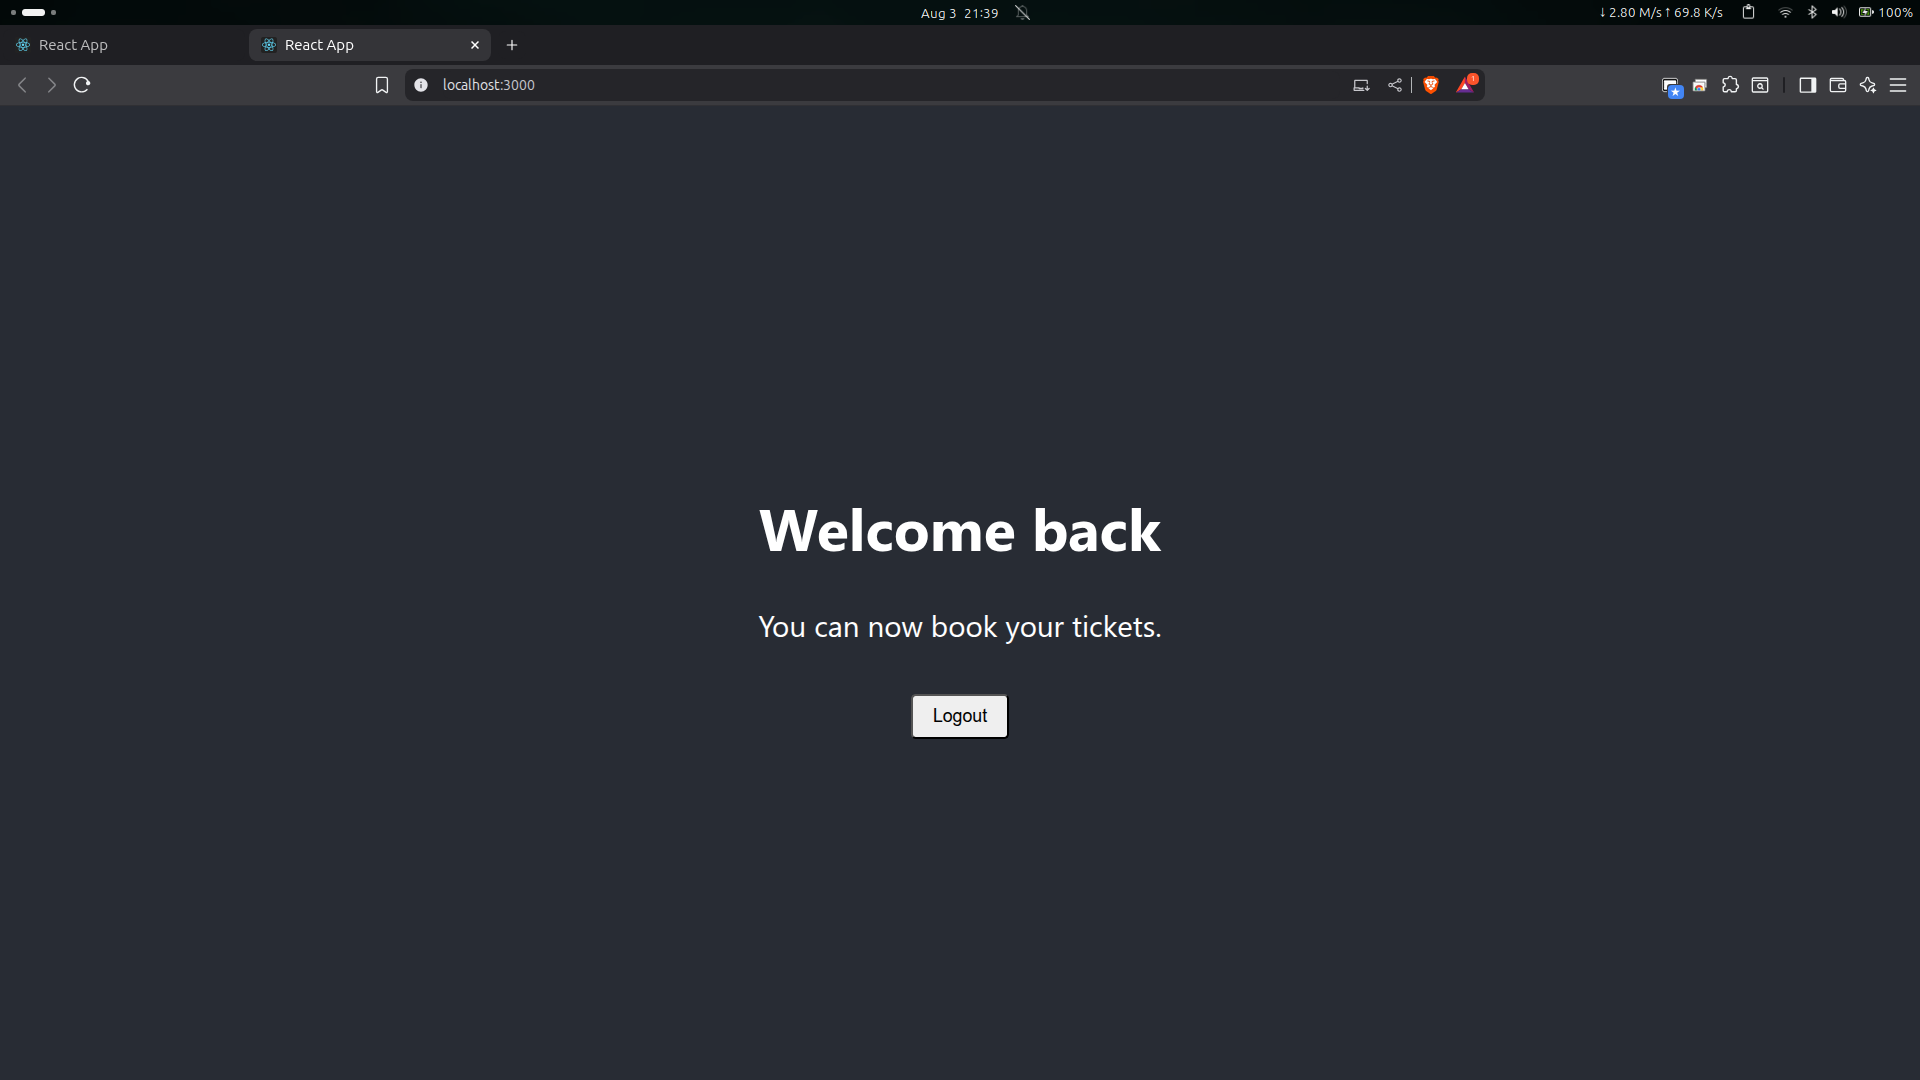 Aug 3 21:39
↓ 2.80 M/s ↑ 69.8 K/s
100%
React App
React App
localhost:3000
1
Welcome back
You can now book your tickets.
Logout